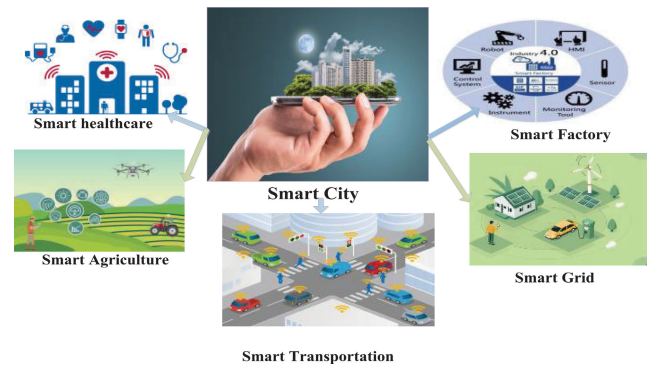 Industry 4.0
Robot
HMI
Control
System
Smart Factory
Sensor
Instrument
Monitoring
Tool
Smart healthcare
Smart Factory
Smart City
Smart Agriculture
Smart Grid
Smart Transportation